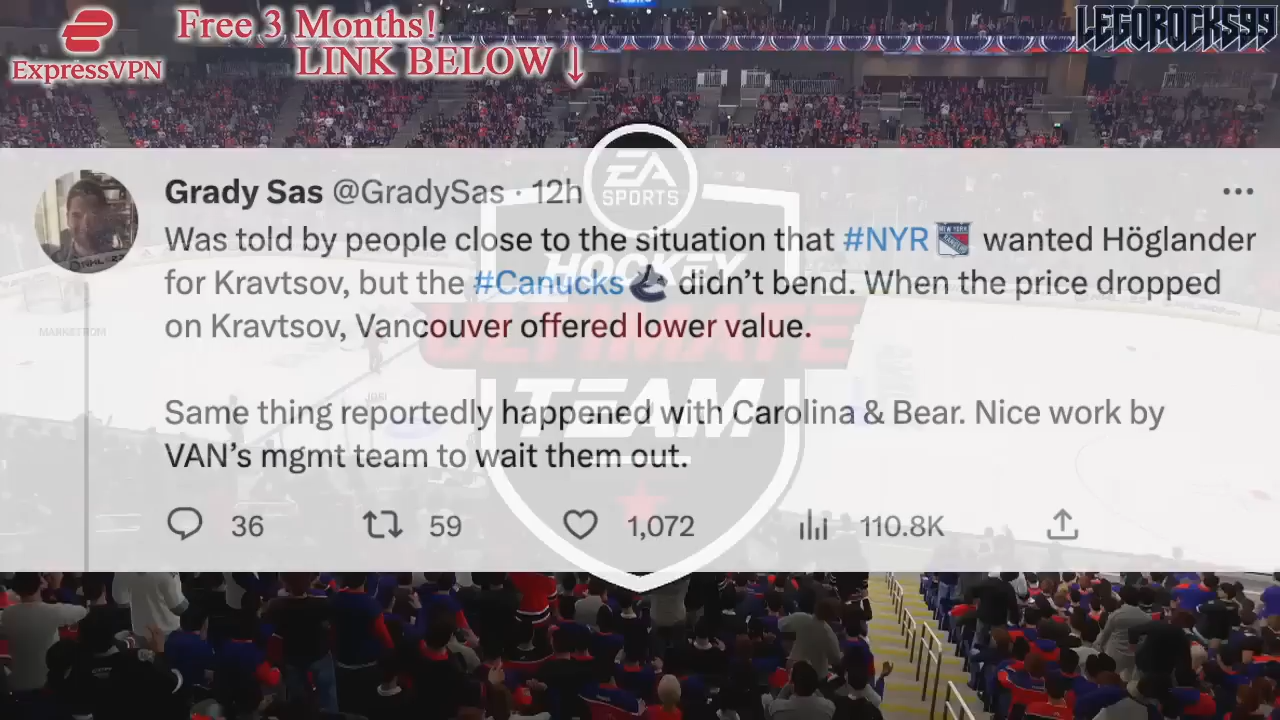 Free 3 Months!
LEGOROCKS99
ExpressVPN
LINK BELOW ↓
EA
SPORTS
Grady Sas @GradySas · 12h
Was told by people close to the situation that #NYR wanted Höglander
for Kravtsov, but the #Canucks didn’t bend. When the price dropped
on Kravtsov, Vancouver offered lower value.
HOCKEY
ULTIMATE
TEAM
MARKSTROM
Same thing reportedly happened with Carolina & Bear. Nice work by
VAN’s mgmt team to wait them out.
36 59 1,072 110.8K